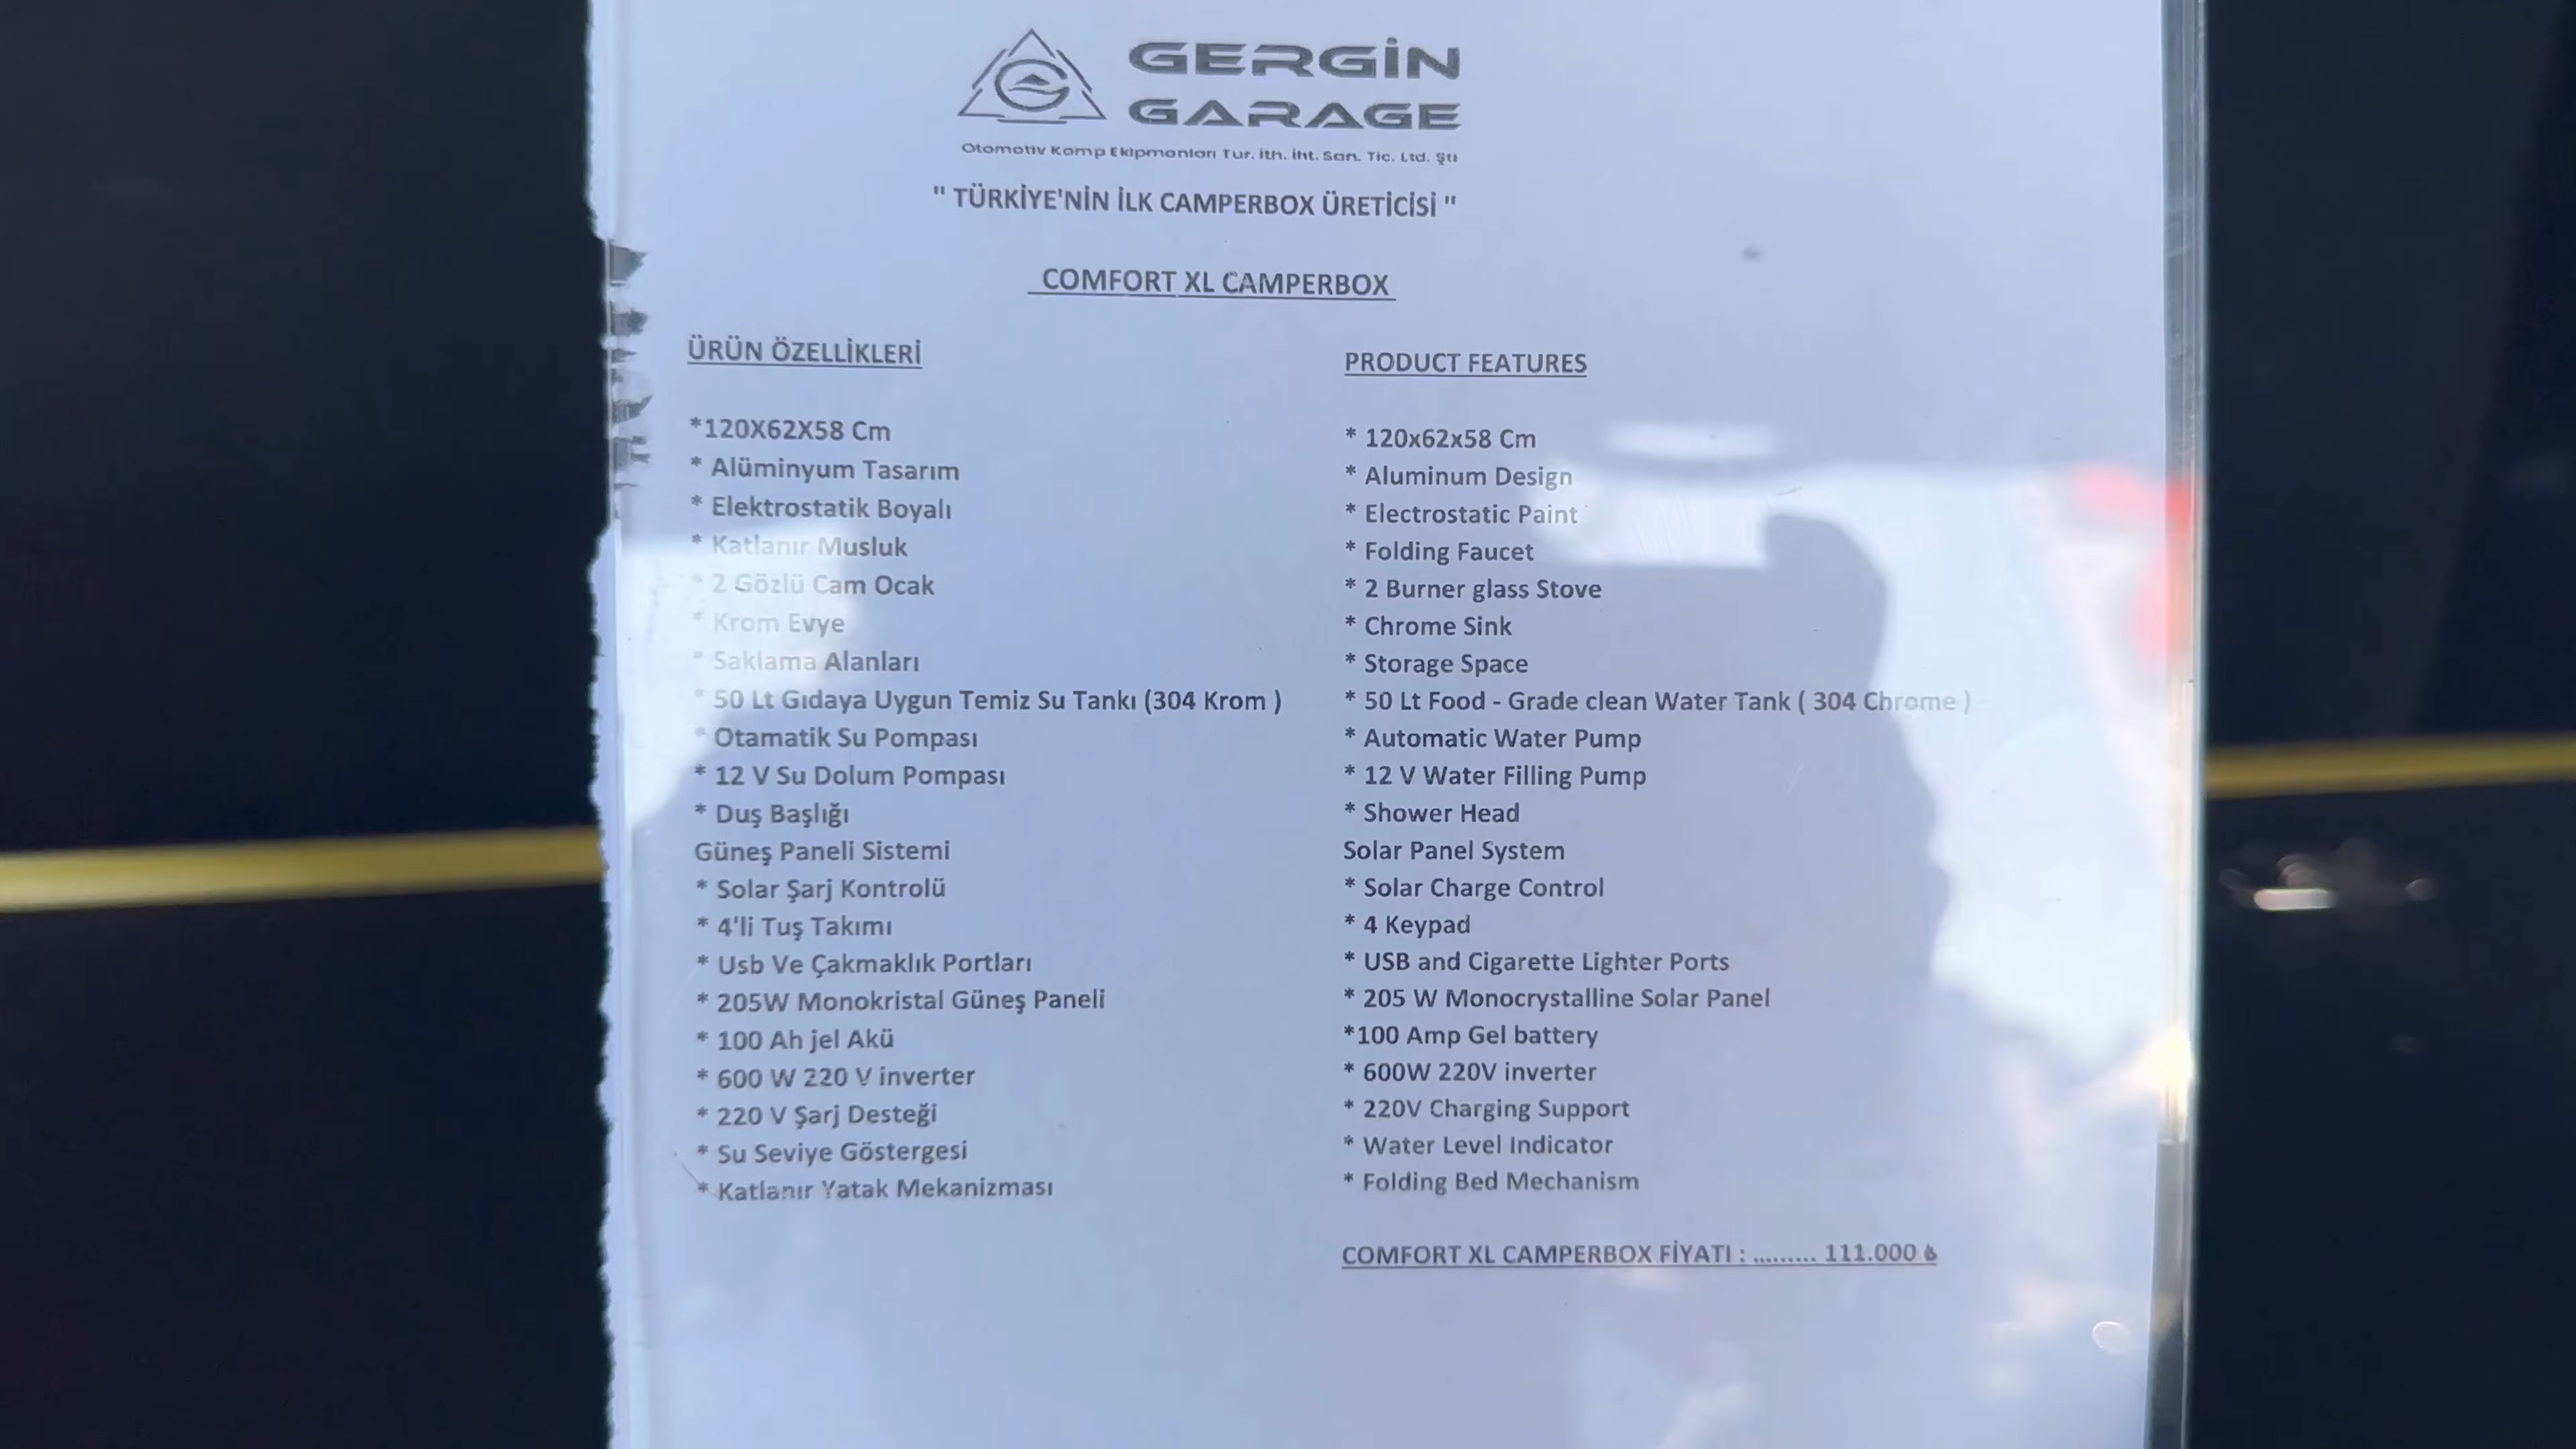 GERGİN
GARAGE
Otomotiv Kamp Ekipmanları Tur. İth. İht. San. Tic. Ltd. Şti
" TÜRKİYE'NİN İLK CAMPERBOX ÜRETİCİSİ "
COMFORT XL CAMPERBOX
ÜRÜN ÖZELLİKLERİ
*120X62X58 Cm
* Alüminyum Tasarım
* Elektrostatik Boyalı
* Katlanır Musluk
* 2 Gözlü Cam Ocak
* Krom Evye
* Saklama Alanları
* 50 Lt Gıdaya Uygun Temiz Su Tankı (304 Krom )
* Otamatik Su Pompası
* 12 V Su Dolum Pompası
* Duş Başlığı
Güneş Paneli Sistemi
* Solar Şarj Kontrolü
* 4'li Tuş Takımı
* Usb Ve Çakmaklık Portları
* 205W Monokristal Güneş Paneli
* 100 Ah jel Akü
* 600 W 220 V inverter
* 220 V Şarj Desteği
* Su Seviye Göstergesi
* Katlanır Yatak Mekanizması
PRODUCT FEATURES
* 120x62x58 Cm
* Aluminum Design
* Electrostatic Paint
* Folding Faucet
* 2 Burner glass Stove
* Chrome Sink
* Storage Space
* 50 Lt Food - Grade clean Water Tank ( 304 Chrome )
* Automatic Water Pump
* 12 V Water Filling Pump
* Shower Head
Solar Panel System
* Solar Charge Control
* 4 Keypad
* USB and Cigarette Lighter Ports
* 205 W Monocrystalline Solar Panel
*100 Amp Gel battery
* 600W 220V inverter
* 220V Charging Support
* Water Level Indicator
* Folding Bed Mechanism
COMFORT XL CAMPERBOX FİYATI : ......... 111.000 ₺